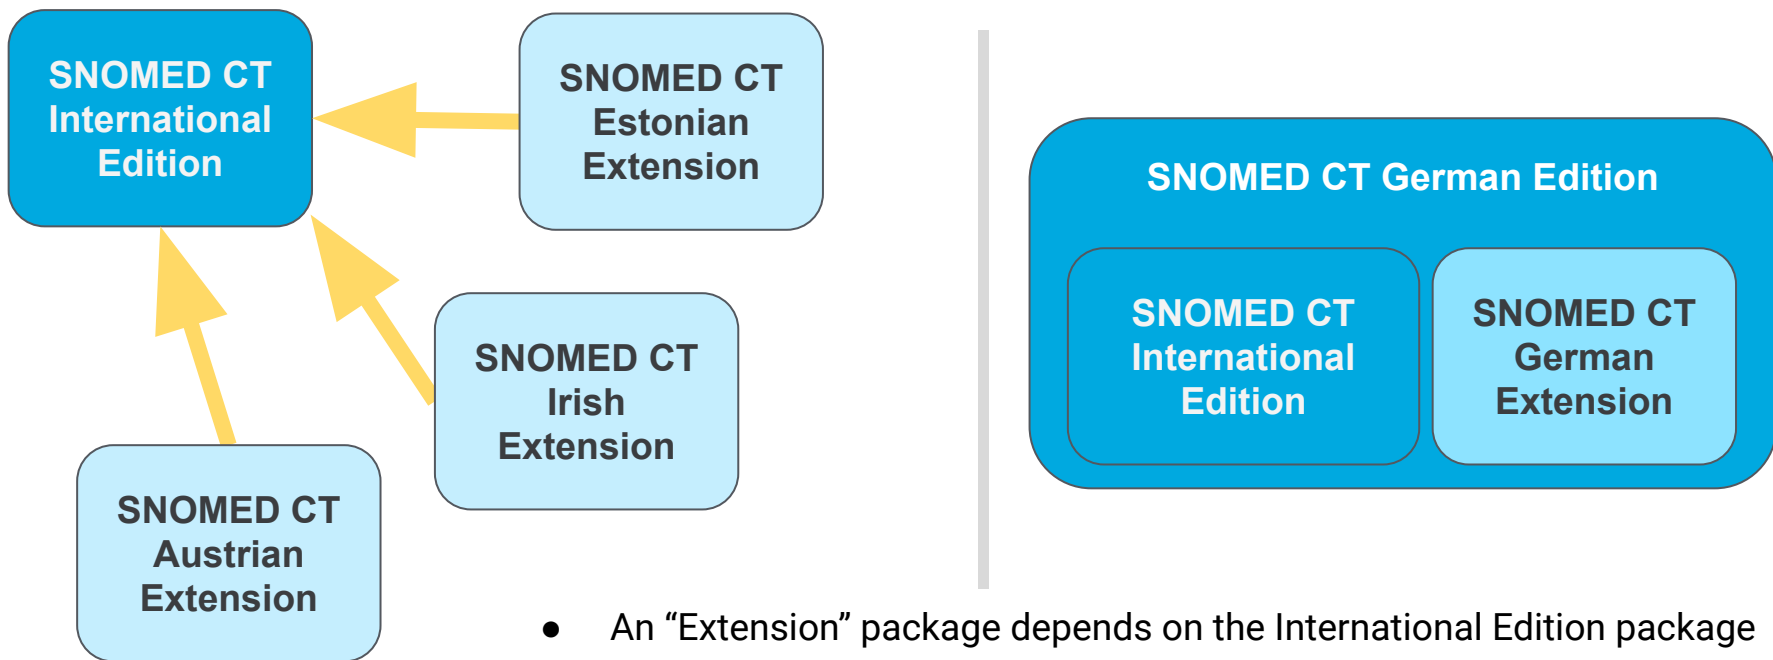 SNOMED CT
International
Edition
SNOMED CT
Estonian
Extension
SNOMED CT
Irish
Extension
SNOMED CT
Austrian
Extension
SNOMED CT German Edition
SNOMED CT
International
Edition
SNOMED CT
German
Extension
● An “Extension” package depends on the International Edition package